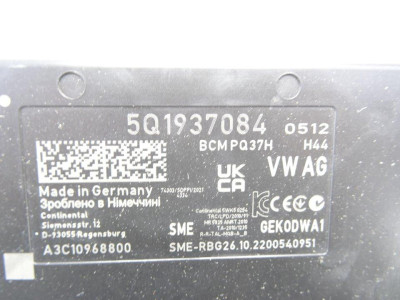 5Q1937084 0512
BCM PQ37H H44
UK CA VW AG
Made in Germany
Зроблено в Німеччині
Continental
Siemensstr. 12
D-93055 Regensburg
A3C10968800
SME GEKODWA1
SME-RBG26.10.2200540951